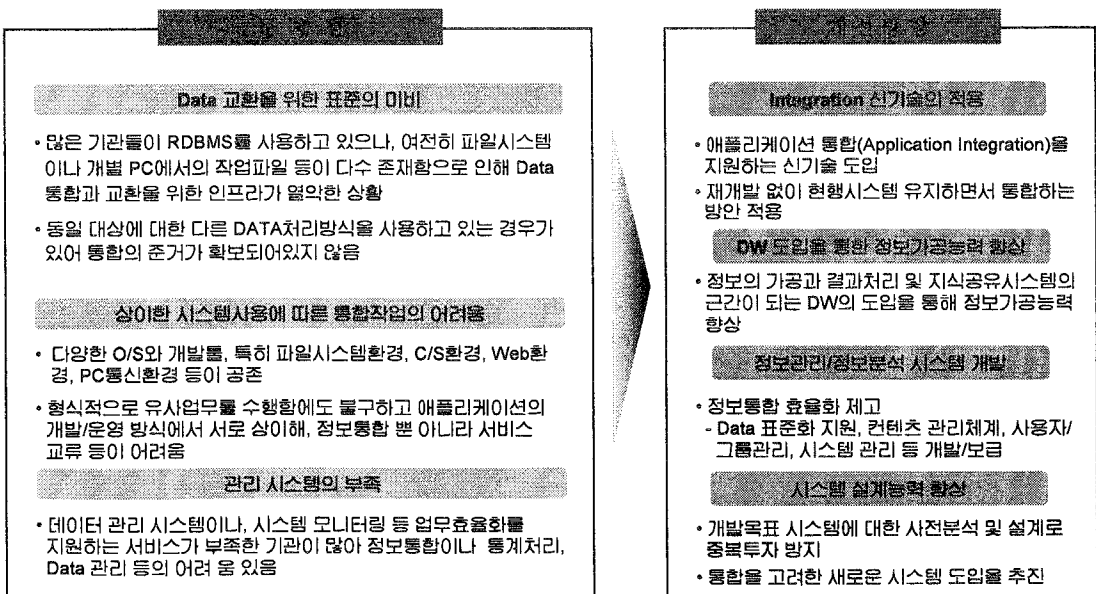 Data 교환을 위한 표준의 미비
• 많은 기관들이 RDBMS를 사용하고 있으나, 여전히 파일시스템
이나 개별 PC에서의 작업파일 등이 다수 존재함으로 인해 Data
통합과 교환을 위한 인프라가 열악한 상황
• 동일 대상에 대한 다른 DATA처리방식을 사용하고 있는 경우가
있어 통합의 준거가 확보되어있지 않음
상이한 시스템사용에 따른 통합작업의 어려움
• 다양한 O/S와 개발툴, 특히 파일시스템환경, C/S환경, Web환
경, PC통신환경 등이 공존
• 형식적으로 유사업무를 수행함에도 불구하고 애플리케이션의
개발/운영 방식에서 서로 상이해, 정보통합 뿐 아니라 서비스
교류 등이 어려움
관리 시스템의 부족
• 데이터 관리 시스템이나, 시스템 모니터링 등 업무효율화를
지원하는 서비스가 부족한 기관이 많아 정보통합이나 통계처리,
Data 관리 등의 어려 움 있음
개선방향
Integration 신기술의 적용
• 애플리케이션 통합(Application Integration)을
지원하는 신기술 도입
• 재개발 없이 현행시스템 유지하면서 통합하는
방안 적용
DW 도입을 통한 정보가공능력 향상
• 정보의 가공과 결과처리 및 지식공유시스템의
근간이 되는 DW의 도입을 통해 정보가공능력
향상
정보관리/정보분석 시스템 개발
• 정보통합 효율화 제고
- Data 표준화 지원, 컨텐츠 관리체계, 사용자/
그룹관리, 시스템 관리 등 개발/보급
시스템 설계능력 향상
• 개발목표 시스템에 대한 사전분석 및 설계로
중복투자 방지
• 통합을 고려한 새로운 시스템 도입을 추진